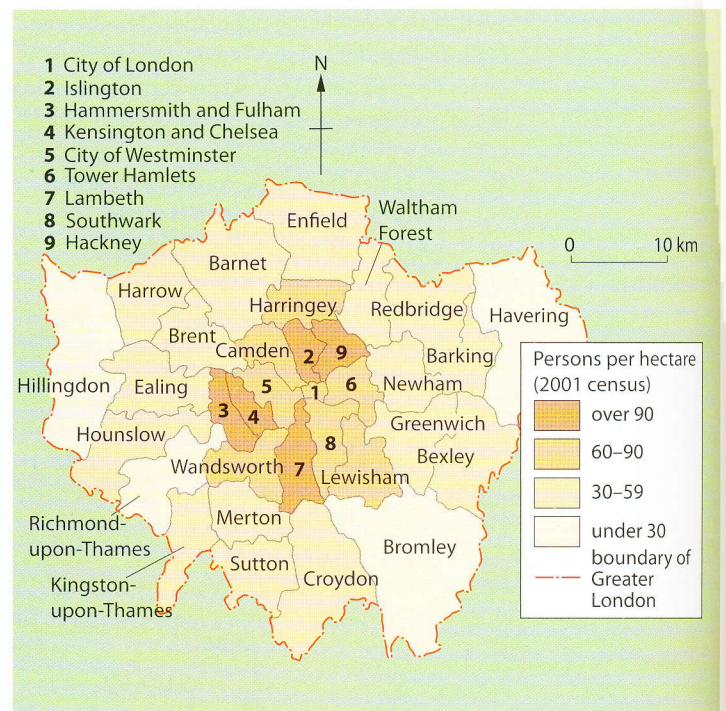 1 City of London
2 Islington
3 Hammersmith and Fulham
4 Kensington and Chelsea
5 City of Westminster
6 Tower Hamlets
7 Lambeth
8 Southwark
9 Hackney
N
0 10 km
Enfield
Waltham
Forest
Barnet
Harrow
Harringey
Redbridge
Havering
Brent
Camden
2
9
Barking
Hillingdon
Ealing
5
1
6
Newham
3
4
Hounslow
Greenwich
8
Bexley
Wandsworth
7
Lewisham
Richmond-
upon-Thames
Merton
Bromley
Sutton
Croydon
Kingston-
upon-Thames
Persons per hectare
(2001 census)
over 90
60–90
30–59
under 30
boundary of
Greater
London